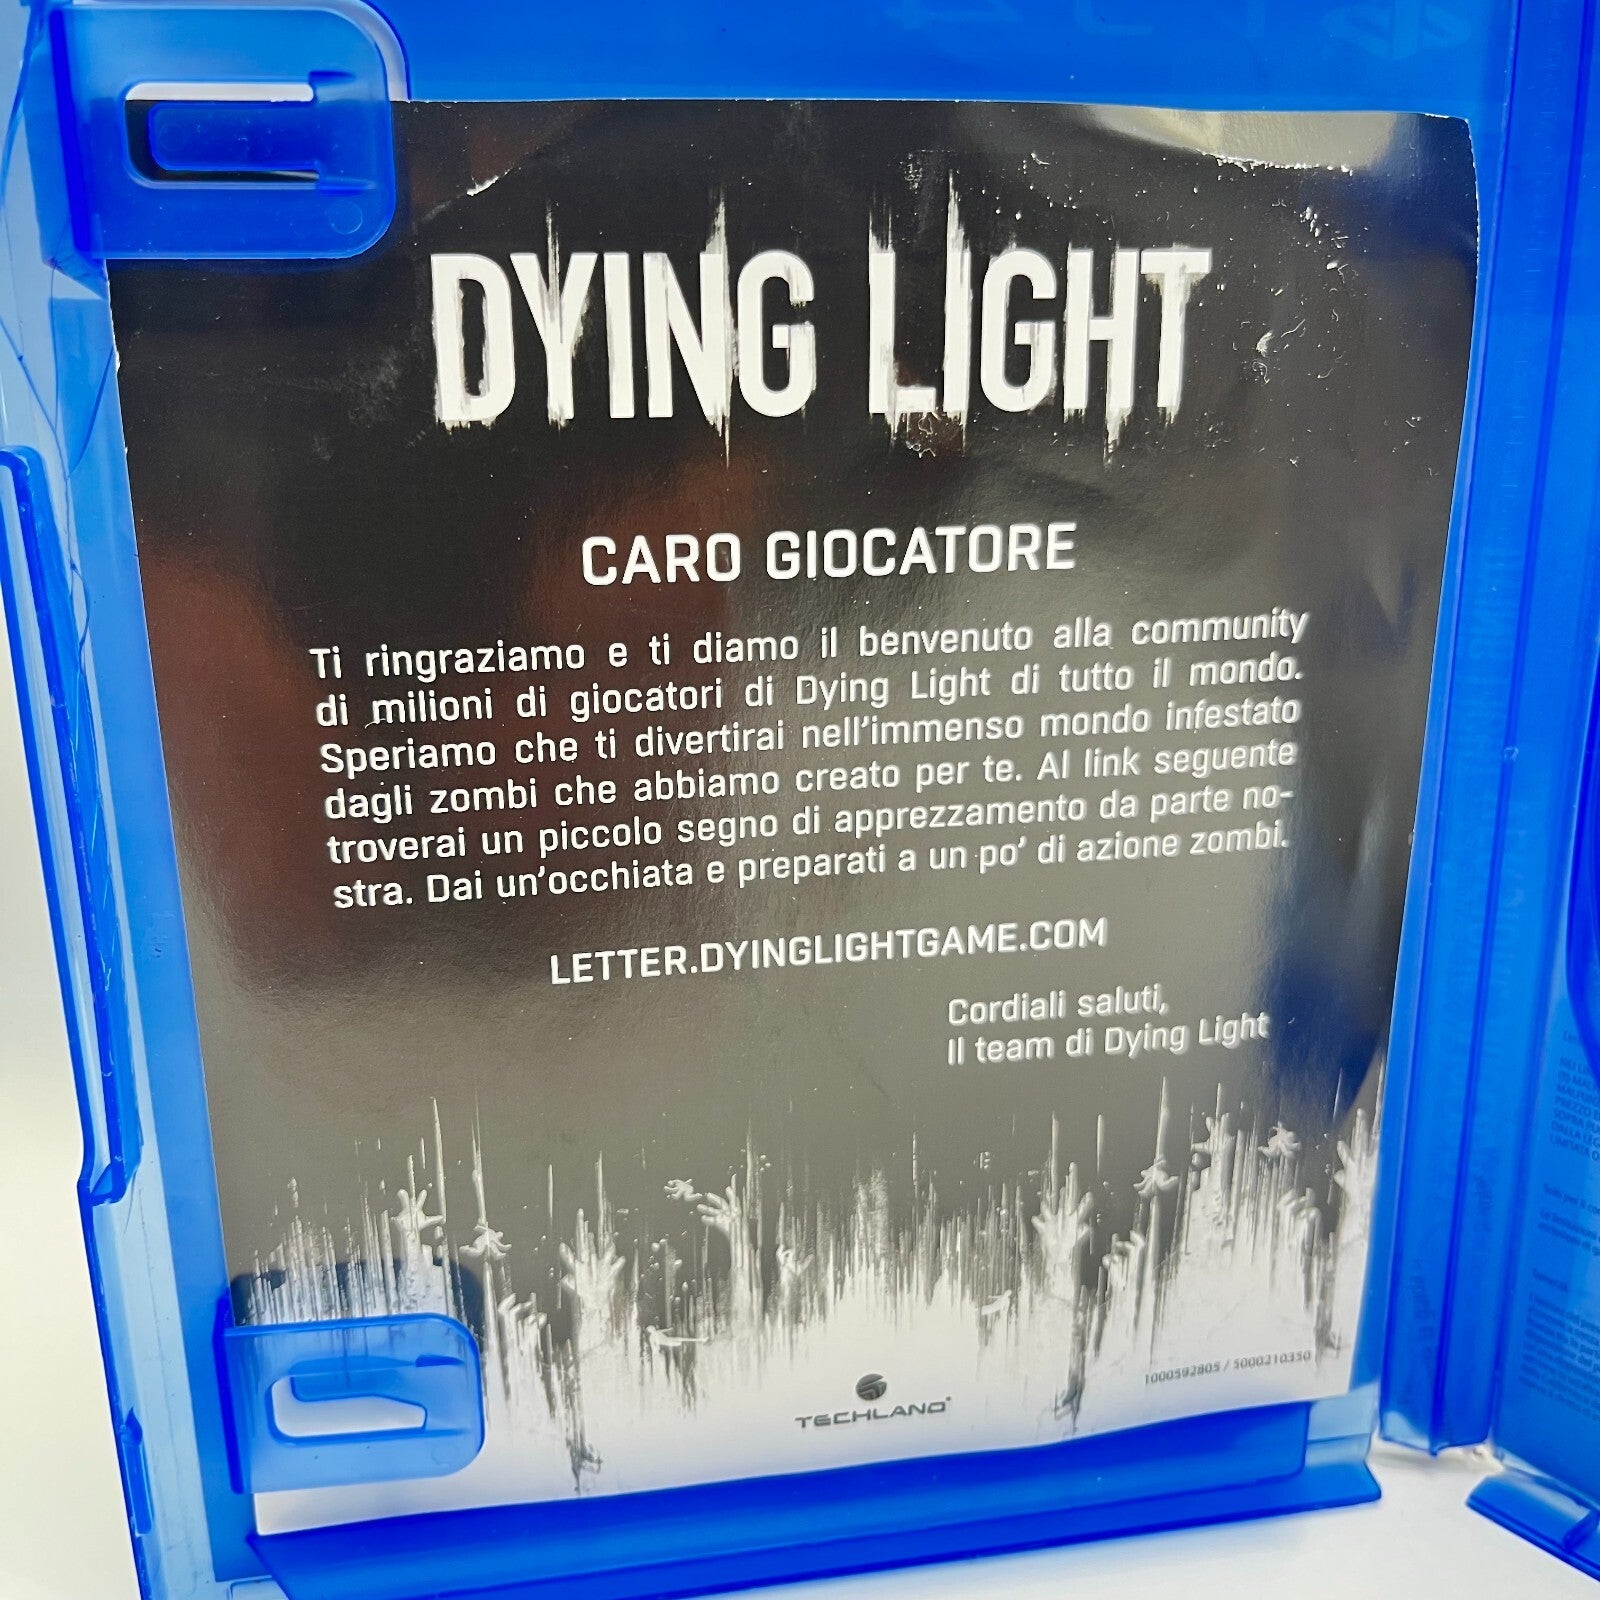 DYING LIGHT
CARO GIOCATORE
Ti ringraziamo e ti diamo il benvenuto alla community
di milioni di giocatori di Dying Light di tutto il mondo.
Speriamo che ti divertirai nell'immenso mondo infestato
dagli zombi che abbiamo creato per te. Al link seguente
troverai un piccolo segno di apprezzamento da parte no-
stra. Dai un'occhiata e preparati a un po' di azione zombi.
LETTER.DYINGLIGHTGAME.COM
Cordiali saluti,
Il team di Dying Light
1000592805 / 5000210350
TECHLAND